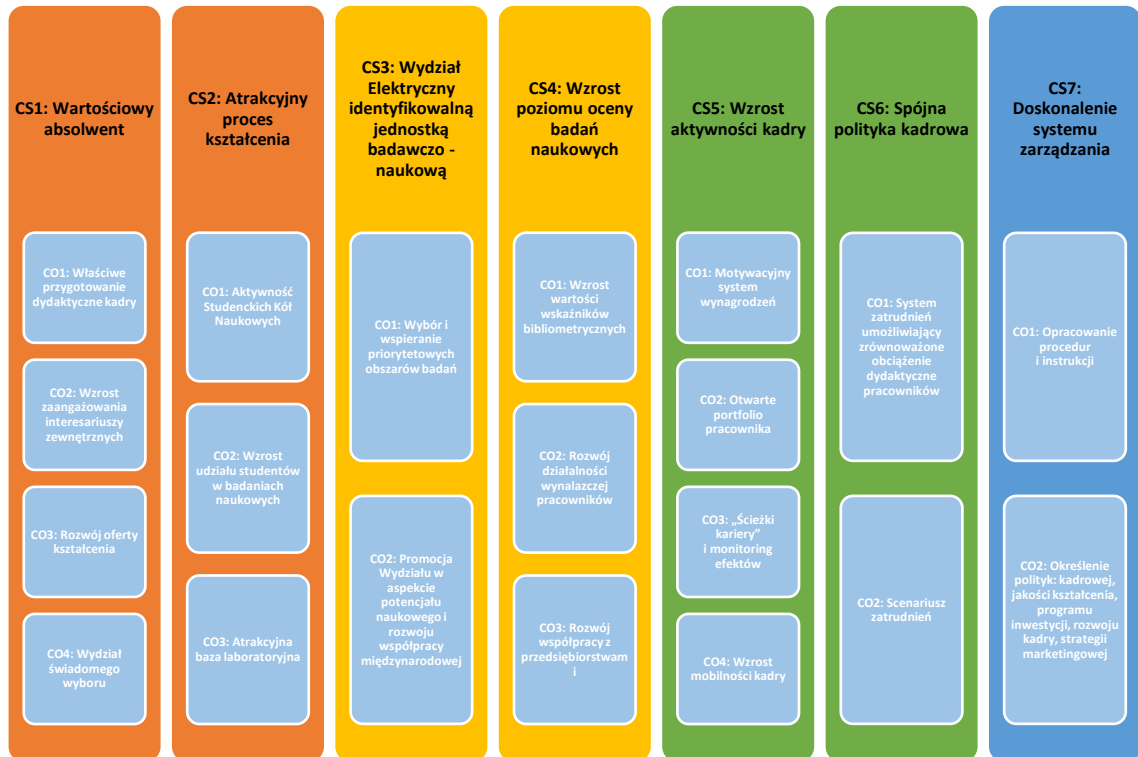 CS1: Wartościowy
absolwent
CO1: Właściwe
przygotowanie
dydaktyczne kadry
CO2: Wzrost
zaangażowania
interesariuszy
zewnętrznych
CO3: Rozwój oferty
kształcenia
CO4: Wydział
świadomego
wyboru
CS2: Atrakcyjny
proces
kształcenia
CO1: Aktywność
Studenckich Kół
Naukowych
CO2: Wzrost
udziału studentów
w badaniach
naukowych
CO3: Atrakcyjna
baza laboratoryjna
CS3: Wydział
Elektryczny
identyfikowalną
jednostką
badawczo -
naukową
CO1: Wybór i
wspieranie
priorytetowych
obszarów badań
CO2: Promocja
Wydziału w
aspekcie
potencjału
naukowego i
rozwoju
współpracy
międzynarodowej
CS4: Wzrost
poziomu oceny
badań
naukowych
CO1: Wzrost
wartości
wskaźników
bibliometrycznych
CO2: Rozwój
działalności
wynalazczej
pracowników
CO3: Rozwój
współpracy z
przedsiębiorstwam
i
CS5: Wzrost
aktywności kadry
CO1: Motywacyjny
system
wynagrodzeń
CO2: Otwarte
portfolio
pracownika
CO3: „Ścieżki
kariery”
i monitoring
efektów
CO4: Wzrost
mobilności kadry
CS6: Spójna
polityka kadrowa
CO1: System
zatrudnień
umożliwiający
zrównoważone
obciążenie
dydaktyczne
pracowników
CO2: Scenariusz
zatrudnień
CS7:
Doskonalenie
systemu
zarządzania
CO1: Opracowanie
procedur
i instrukcji
CO2: Określenie
polityk: kadrowej,
jakości kształcenia,
programu
inwestycji, rozwoju
kadry, strategii
marketingowej